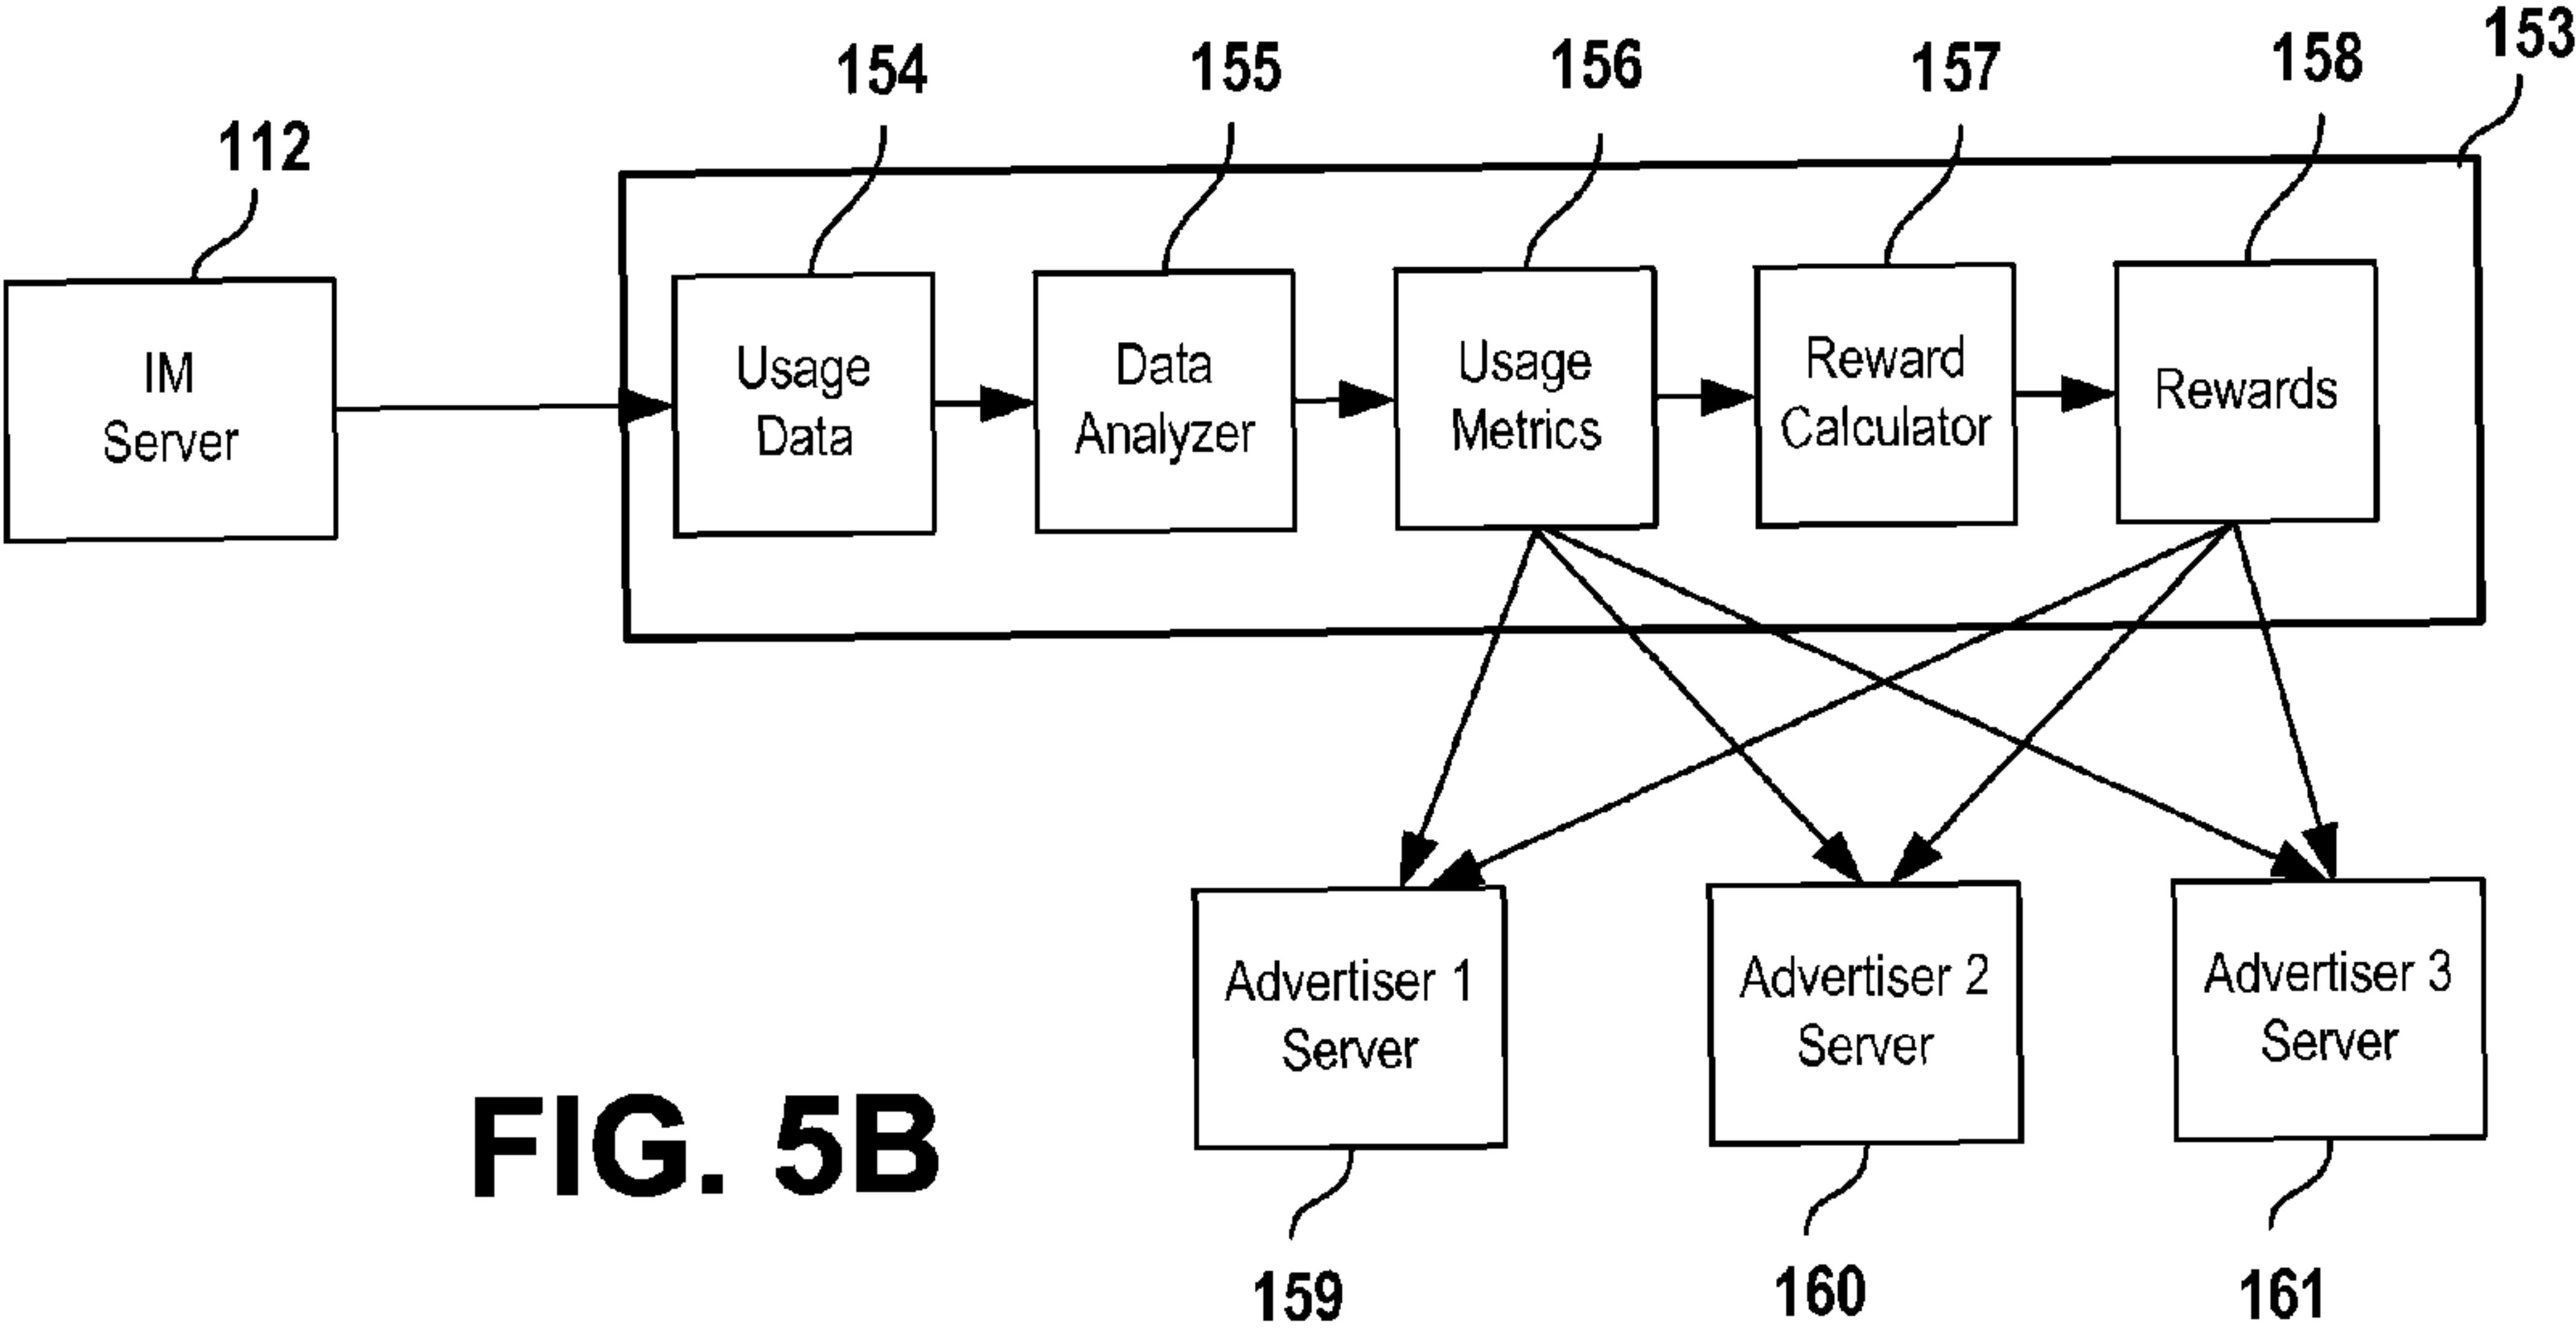 153
154
155
156
157
158
112
IM
Server
Usage
Data
Data
Analyzer
Usage
Metrics
Reward
Calculator
Rewards
Advertiser 1
Server
Advertiser 2
Server
Advertiser 3
Server
FIG. 5B
159
160
161